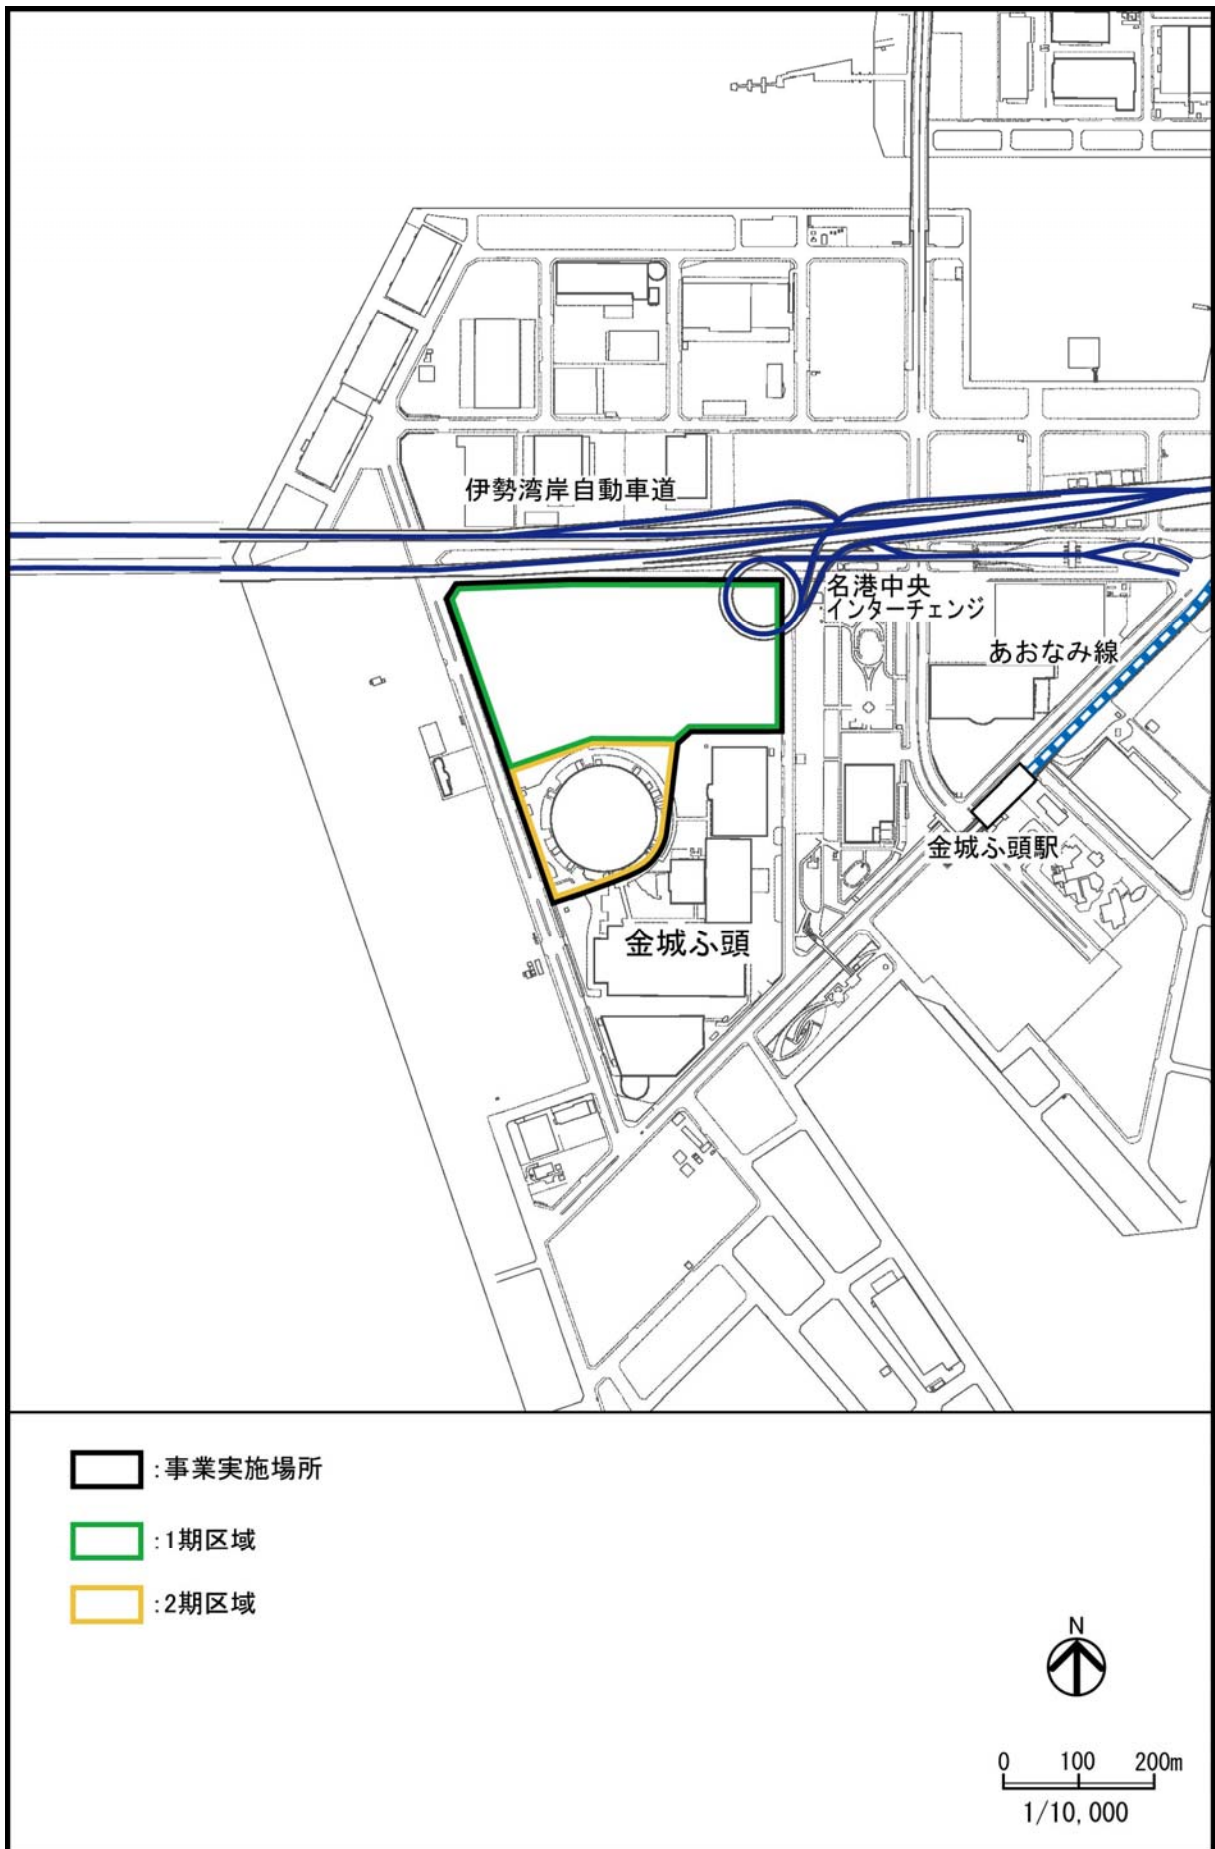 伊勢湾岸自動車道
名港中央
インターチェンジ
あおなみ線
金城ふ頭駅
金城ふ頭
:事業実施場所
:1期区域
:2期区域
N
0 100 200m
1/10,000